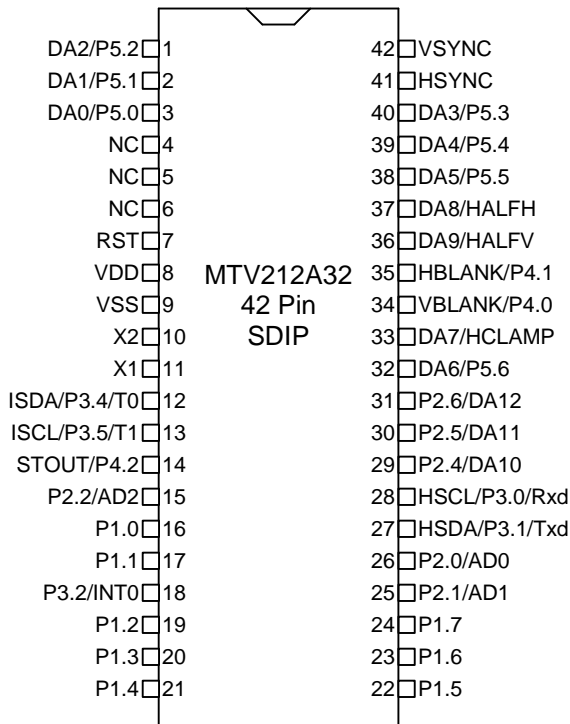 DA2/P5.2 1 42 VSYNC
DA1/P5.1 2 41 HSYNC
DA0/P5.0 3 40 DA3/P5.3
NC 4 39 DA4/P5.4
NC 5 38 DA5/P5.5
NC 6 37 DA8/HALFH
RST 7 36 DA9/HALFV
VDD 8 MTV212A32 35 HBLANK/P4.1
VSS 9 42 Pin 34 VBLANK/P4.0
X2 10 SDIP 33 DA7/HCLAMP
X1 11 32 DA6/P5.6
ISDA/P3.4/T0 12 31 P2.6/DA12
ISCL/P3.5/T1 13 30 P2.5/DA11
STOUT/P4.2 14 29 P2.4/DA10
P2.2/AD2 15 28 HSCL/P3.0/Rxd
P1.0 16 27 HSDA/P3.1/Txd
P1.1 17 26 P2.0/AD0
P3.2/INT0 18 25 P2.1/AD1
P1.2 19 24 P1.7
P1.3 20 23 P1.6
P1.4 21 22 P1.5